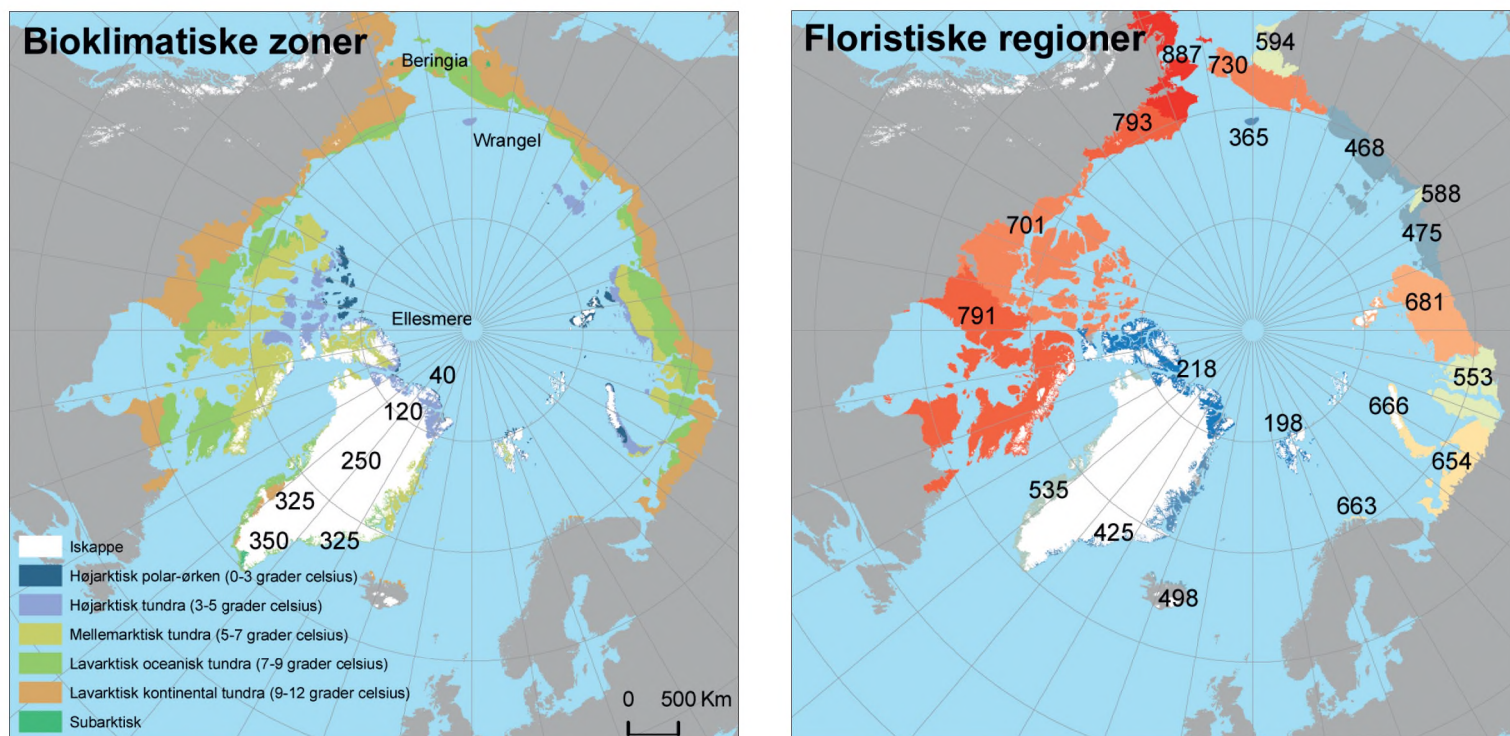 Bioklimatiske zoner
Beringia
Wrangel
Ellesmere
40
120
250
325
350
325
Iskappe
Højarktisk polar-ørken (0-3 grader celsius)
Højarktisk tundra (3-5 grader celsius)
Mellemarktisk tundra (5-7 grader celsius)
Lavarktisk oceanisk tundra (7-9 grader celsius)
Lavarktisk kontinental tundra (9-12 grader celsius)
Subarktisk
0 500 Km
Floristiske regioner
594
887
730
793
365
468
588
701
475
681
791
218
553
666
198
654
535
663
425
498